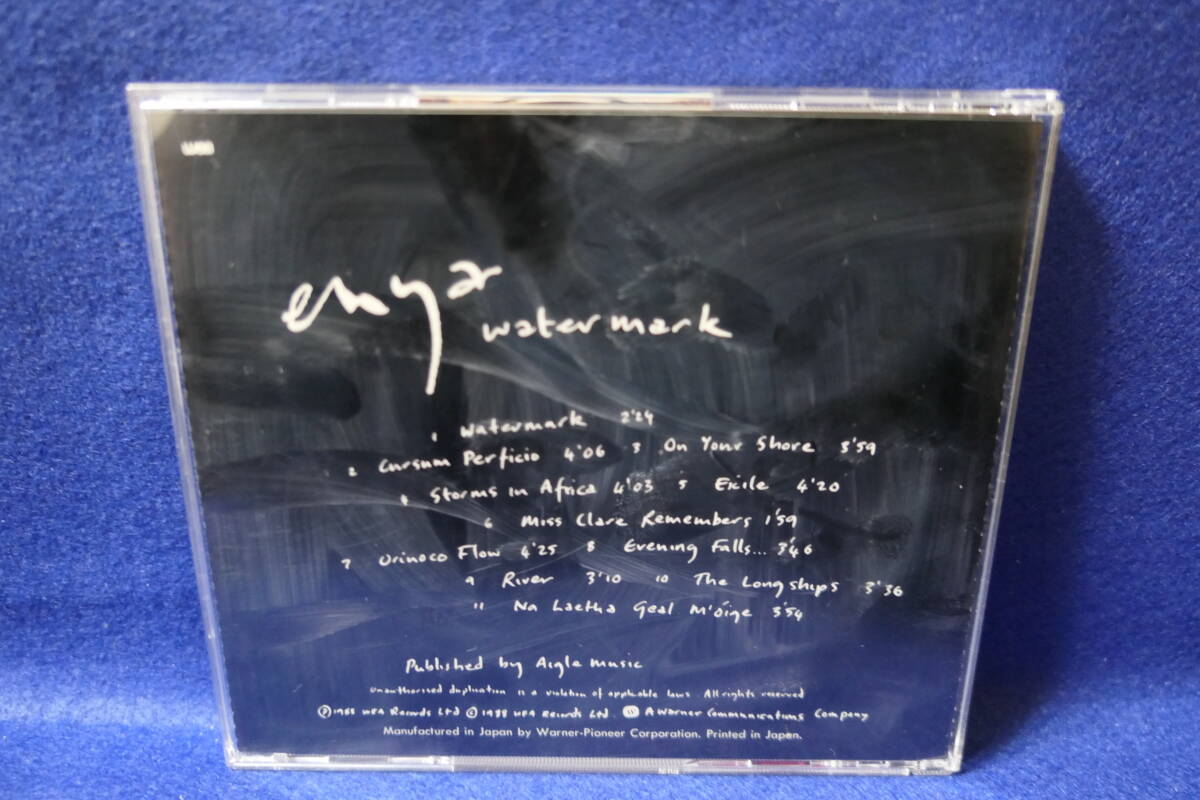 enya
watermark
1 Watermark 2'24
2 Cursum Perficio 4'06 3 On Your Shore 3'59
4 Storms in Africa 4'03 5 Exile 4'20
6 Miss Clare Remembers 1'59
7 Orinoco Flow 4'25 8 Evening Falls... 3'46
9 River 3'10 10 The Longships 3'36
11 Na Laetha Geal M'óige 3'54
Published by Aigle Music
Unauthorised duplication is a violation of applicable laws. All rights reserved
℗ 1988 WEA Records Ltd © 1988 WEA Records Ltd. A Warner Communications Company
Manufactured in Japan by Warner-Pioneer Corporation. Printed in Japan.